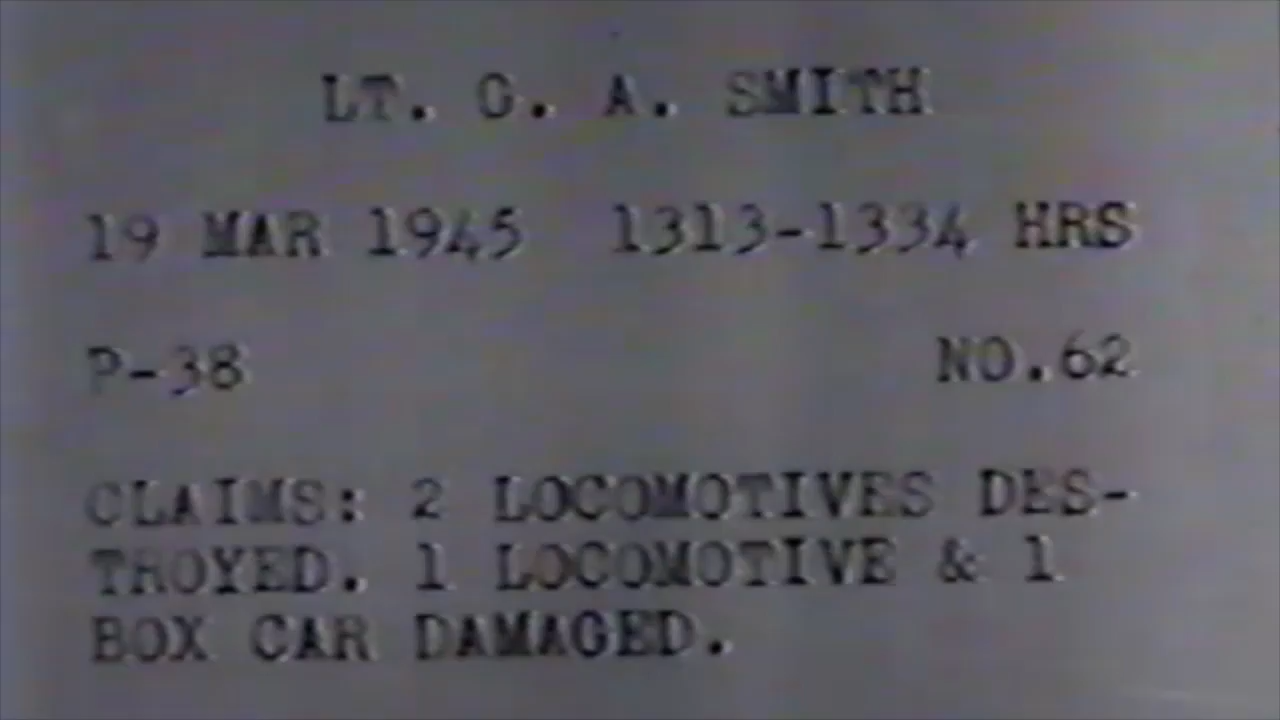 LT. G. A. SMITH
19 MAR 1945 1313-1334 HRS
P-38 NO.62
CLAIMS: 2 LOCOMOTIVES DES-
TROYED. 1 LOCOMOTIVE & 1
BOX CAR DAMAGED.